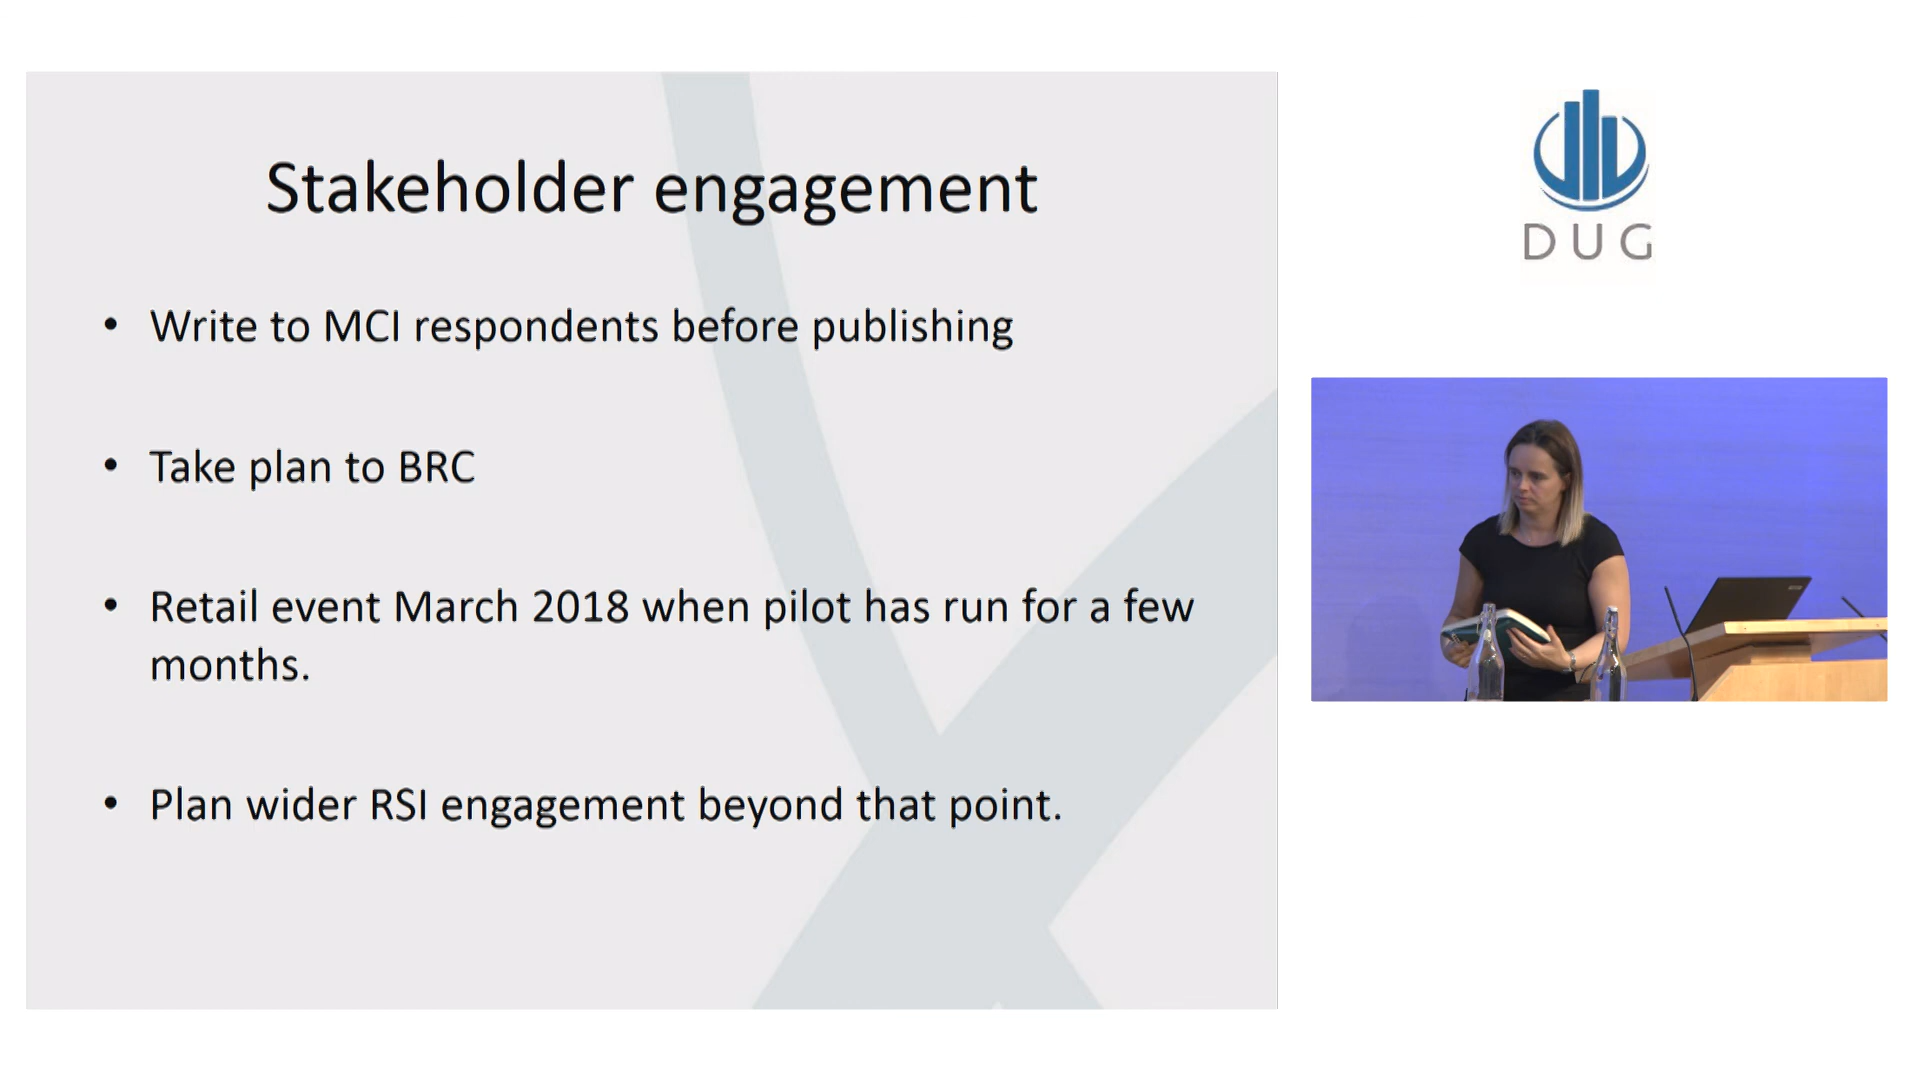 Stakeholder engagement
• Write to MCI respondents before publishing
• Take plan to BRC
• Retail event March 2018 when pilot has run for a few
months.
• Plan wider RSI engagement beyond that point.
DUG